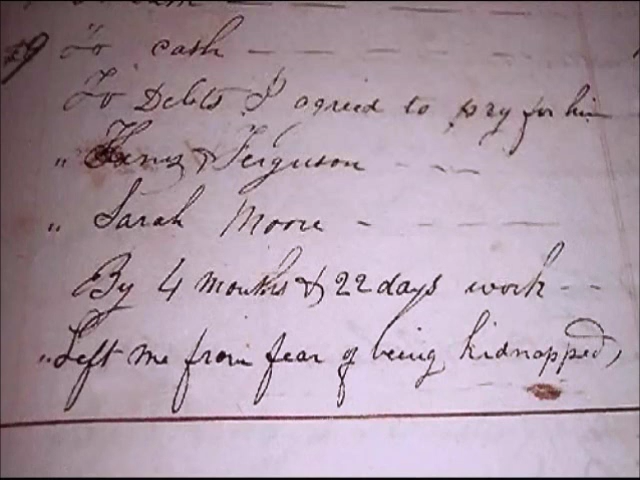 29 To cash
To Debts I agreed to pay for him
" & Ferguson
" Sarah Moore
By 4 months & 22 days work
"Left me from fear of being kidnapped,